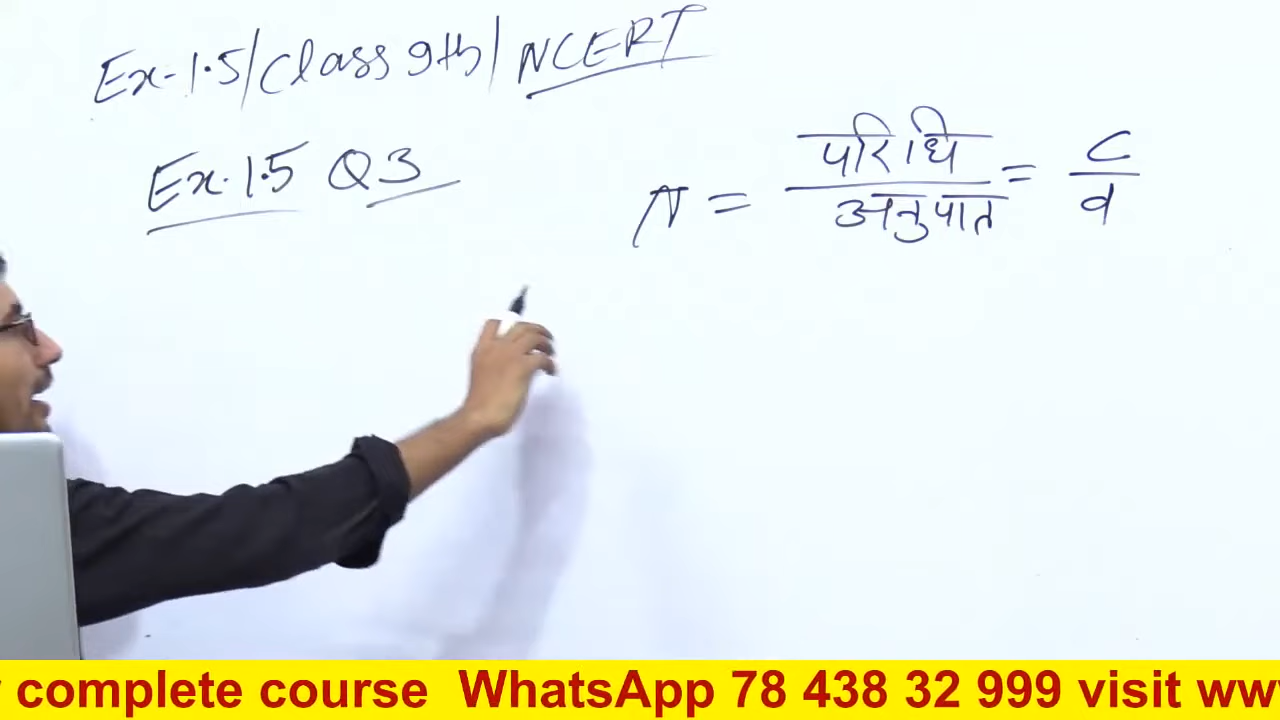 Ex-1.5/Class 9th/NCERT
Ex.1.5 Q3
π = परिधि / अनुपात = c / d
complete course WhatsApp 78 438 32 999 visit www